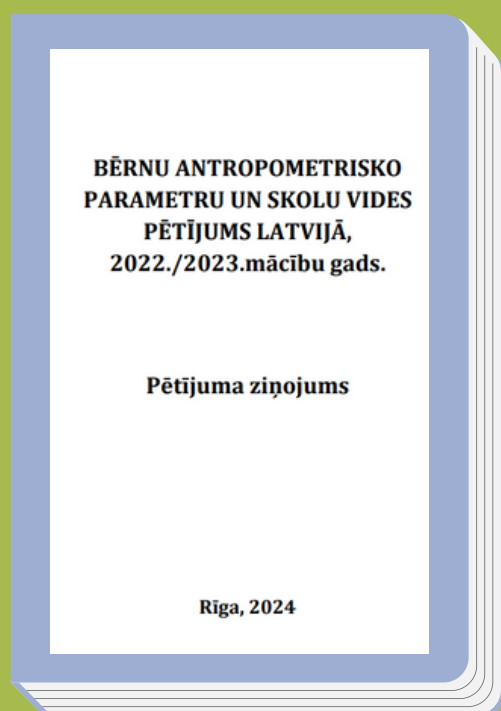 BĒRNU ANTROPOMETRISKO
PARAMETRU UN SKOLU VIDES
PĒTĪJUMS LATVIJĀ,
2022./2023.mācību gads.
Pētījuma ziņojums
Rīga, 2024